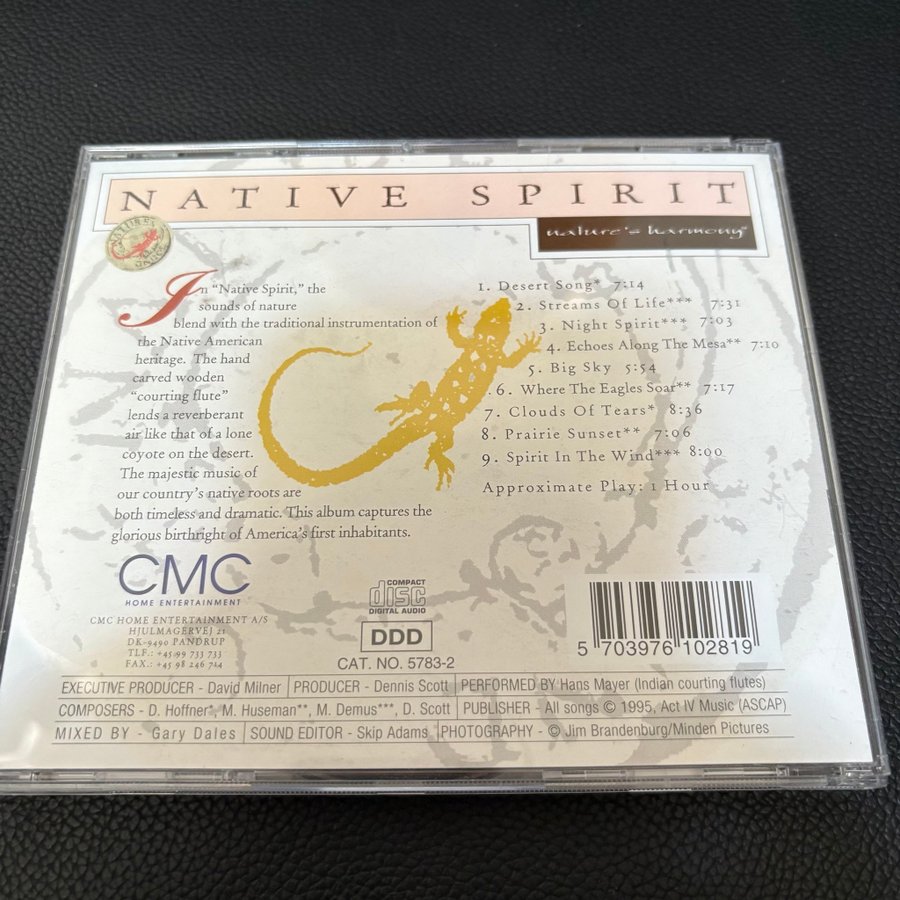 NATIVE SPIRIT
nature's harmony
In "Native Spirit," the
sounds of nature
blend with the traditional instrumentation of
the Native American
heritage. The hand
carved wooden
"courting flute"
lends a reverberant
air like that of a lone
coyote on the desert.
The majestic music of
our country's native roots are
both timeless and dramatic. This album captures the
glorious birthright of America's first inhabitants.
1. Desert Song* 7:14
2. Streams Of Life*** 7:31
3. Night Spirit*** 7:03
4. Echoes Along The Mesa** 7:10
5. Big Sky 5:54
6. Where The Eagles Soar** 7:17
7. Clouds Of Tears* 8:36
8. Prairie Sunset** 7:06
9. Spirit In The Wind*** 8:00
Approximate Play: 1 Hour
CMC
HOME ENTERTAINMENT
CMC HOME ENTERTAINMENT A/S
HJULMAGERVEJ 21
DK-9490 PANDRUP
TLF.: +45 99 733 733
FAX.: +45 98 246 714
COMPACT
disc
DIGITAL AUDIO
DDD
CAT. NO. 5783-2
5 703976 102819
EXECUTIVE PRODUCER - David Milner PRODUCER - Dennis Scott PERFORMED BY Hans Mayer (Indian courting flutes)
COMPOSERS - D. Hoffner*, M. Huseman**, M. Demus***, D. Scott PUBLISHER - All songs © 1995, Act IV Music (ASCAP)
MIXED BY - Gary Dales SOUND EDITOR - Skip Adams PHOTOGRAPHY - © Jim Brandenburg/Minden Pictures